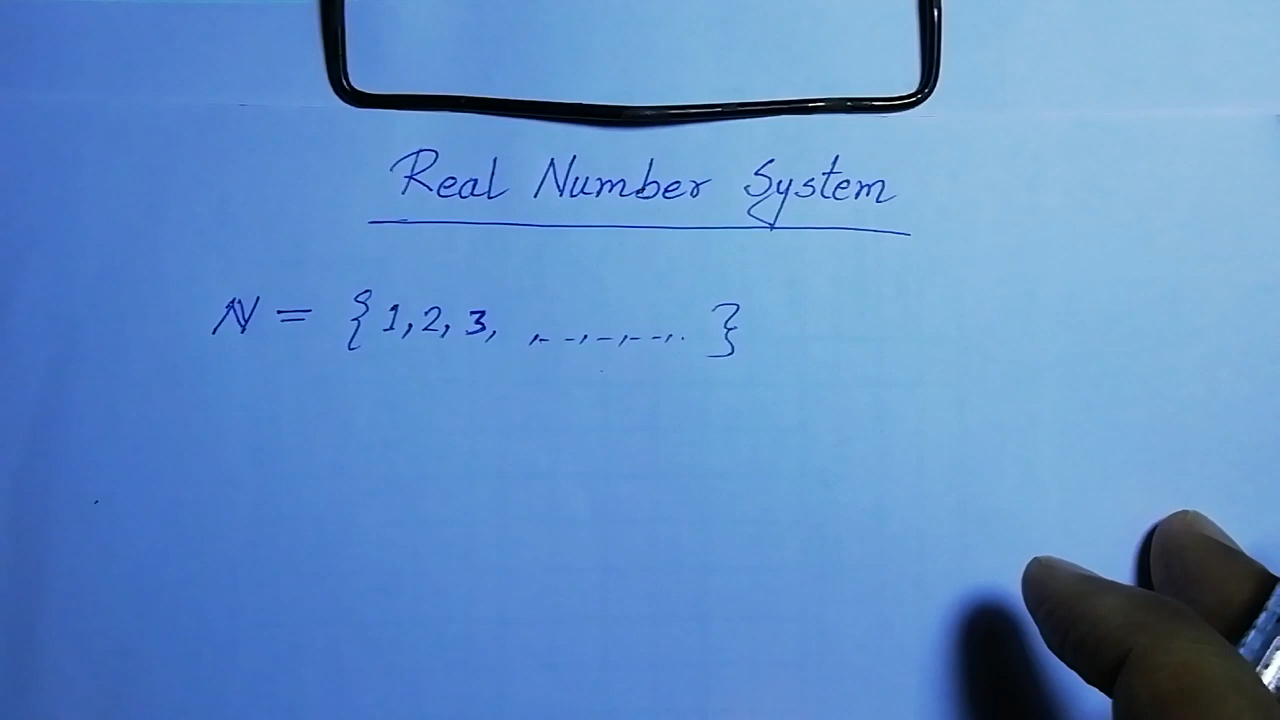 Real Number System
ℕ = {1, 2, 3, ,.-.,-,-,-,. }